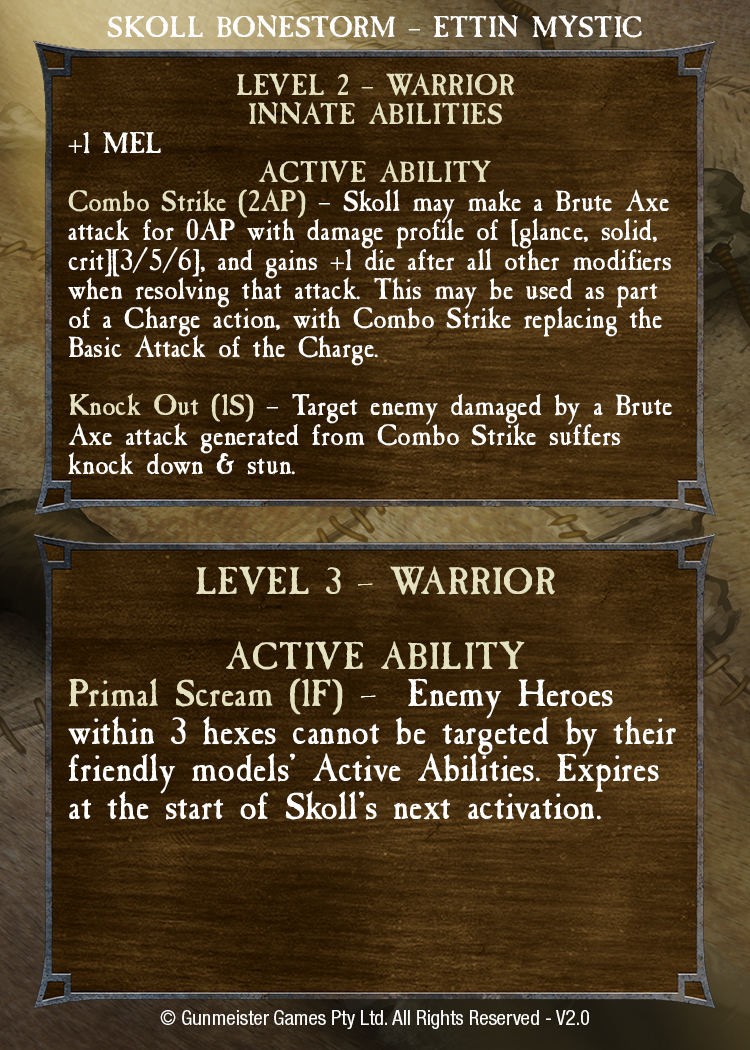 SKOLL BONESTORM – ETTIN MYSTIC
LEVEL 2 – WARRIOR
INNATE ABILITIES
+1 MEL
ACTIVE ABILITY
Combo Strike (2AP) – Skoll may make a Brute Axe
attack for 0AP with damage profile of [glance, solid,
crit][3/5/6], and gains +1 die after all other modifiers
when resolving that attack. This may be used as part
of a Charge action, with Combo Strike replacing the
Basic Attack of the Charge.
Knock Out (1S) – Target enemy damaged by a Brute
Axe attack generated from Combo Strike suffers
knock down & stun.
LEVEL 3 – WARRIOR
ACTIVE ABILITY
Primal Scream (1F) – Enemy Heroes
within 3 hexes cannot be targeted by their
friendly models' Active Abilities. Expires
at the start of Skoll's next activation.
© Gunmeister Games Pty Ltd. All Rights Reserved - V2.0